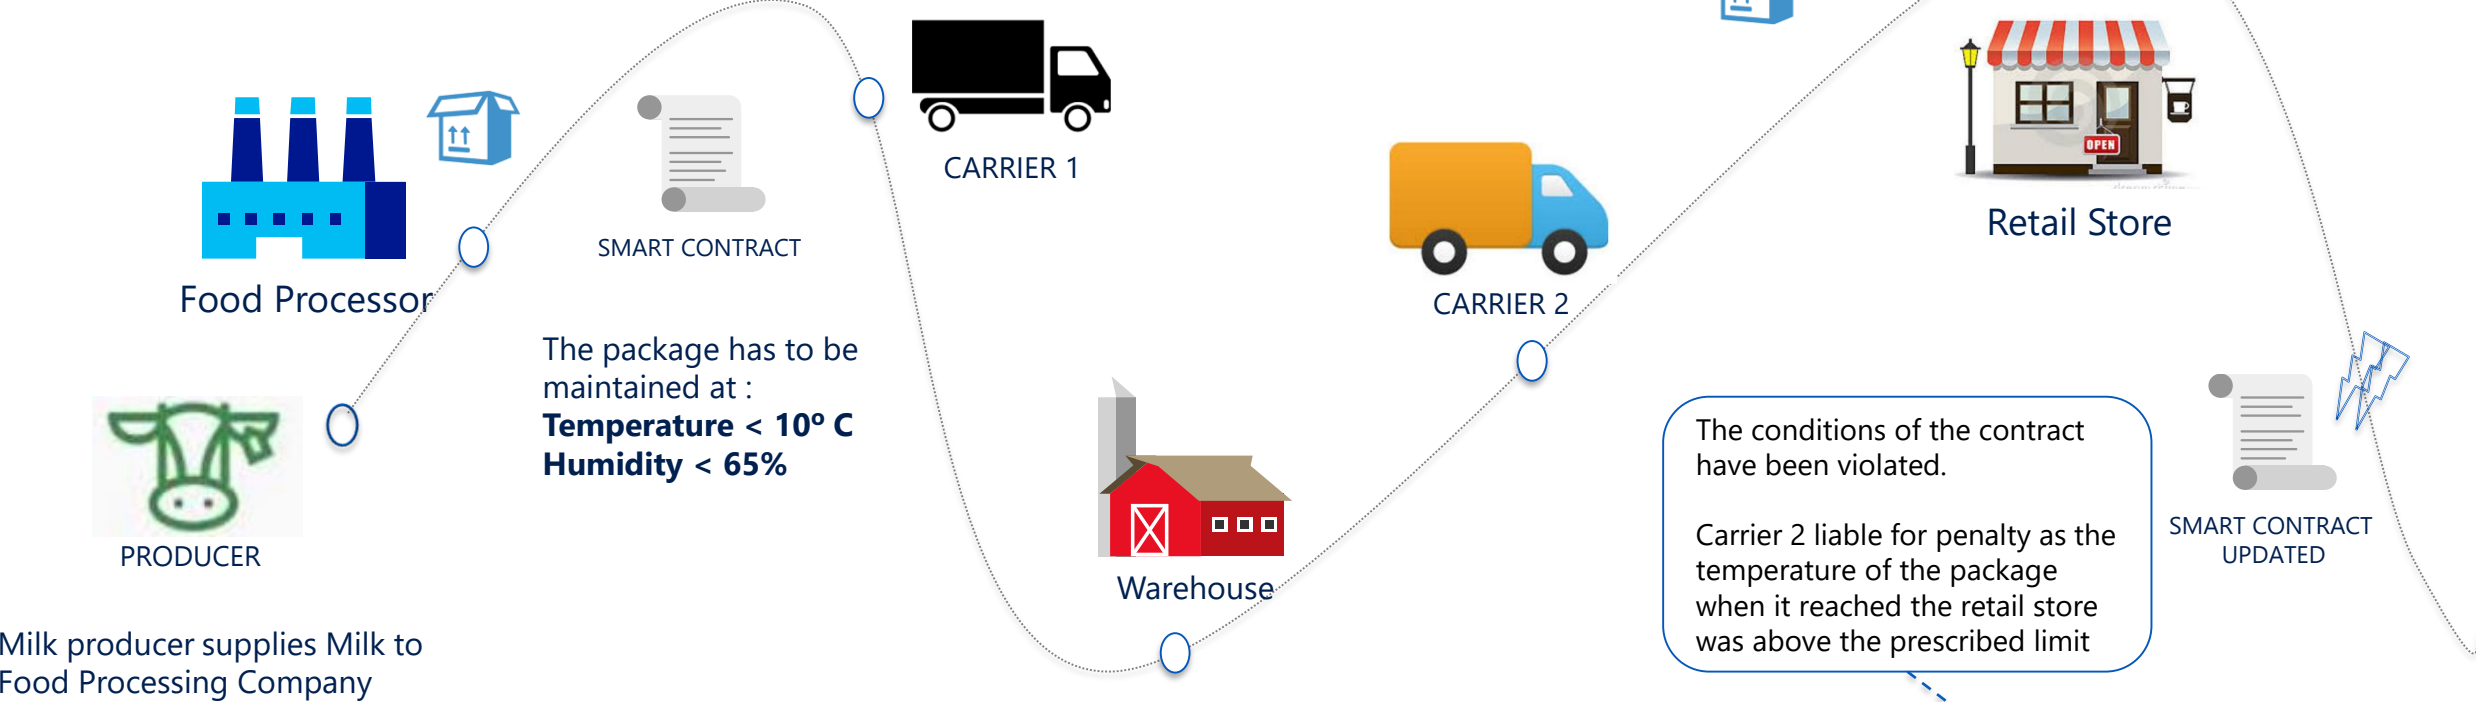 CARRIER 1
OPEN
Retail Store
SMART CONTRACT
Food Processor
CARRIER 2
The package has to be
maintained at :
Temperature < 10º C
Humidity < 65%
The conditions of the contract
have been violated.
Carrier 2 liable for penalty as the
temperature of the package
when it reached the retail store
was above the prescribed limit
SMART CONTRACT
UPDATED
PRODUCER
Warehouse
Milk producer supplies Milk to
Food Processing Company